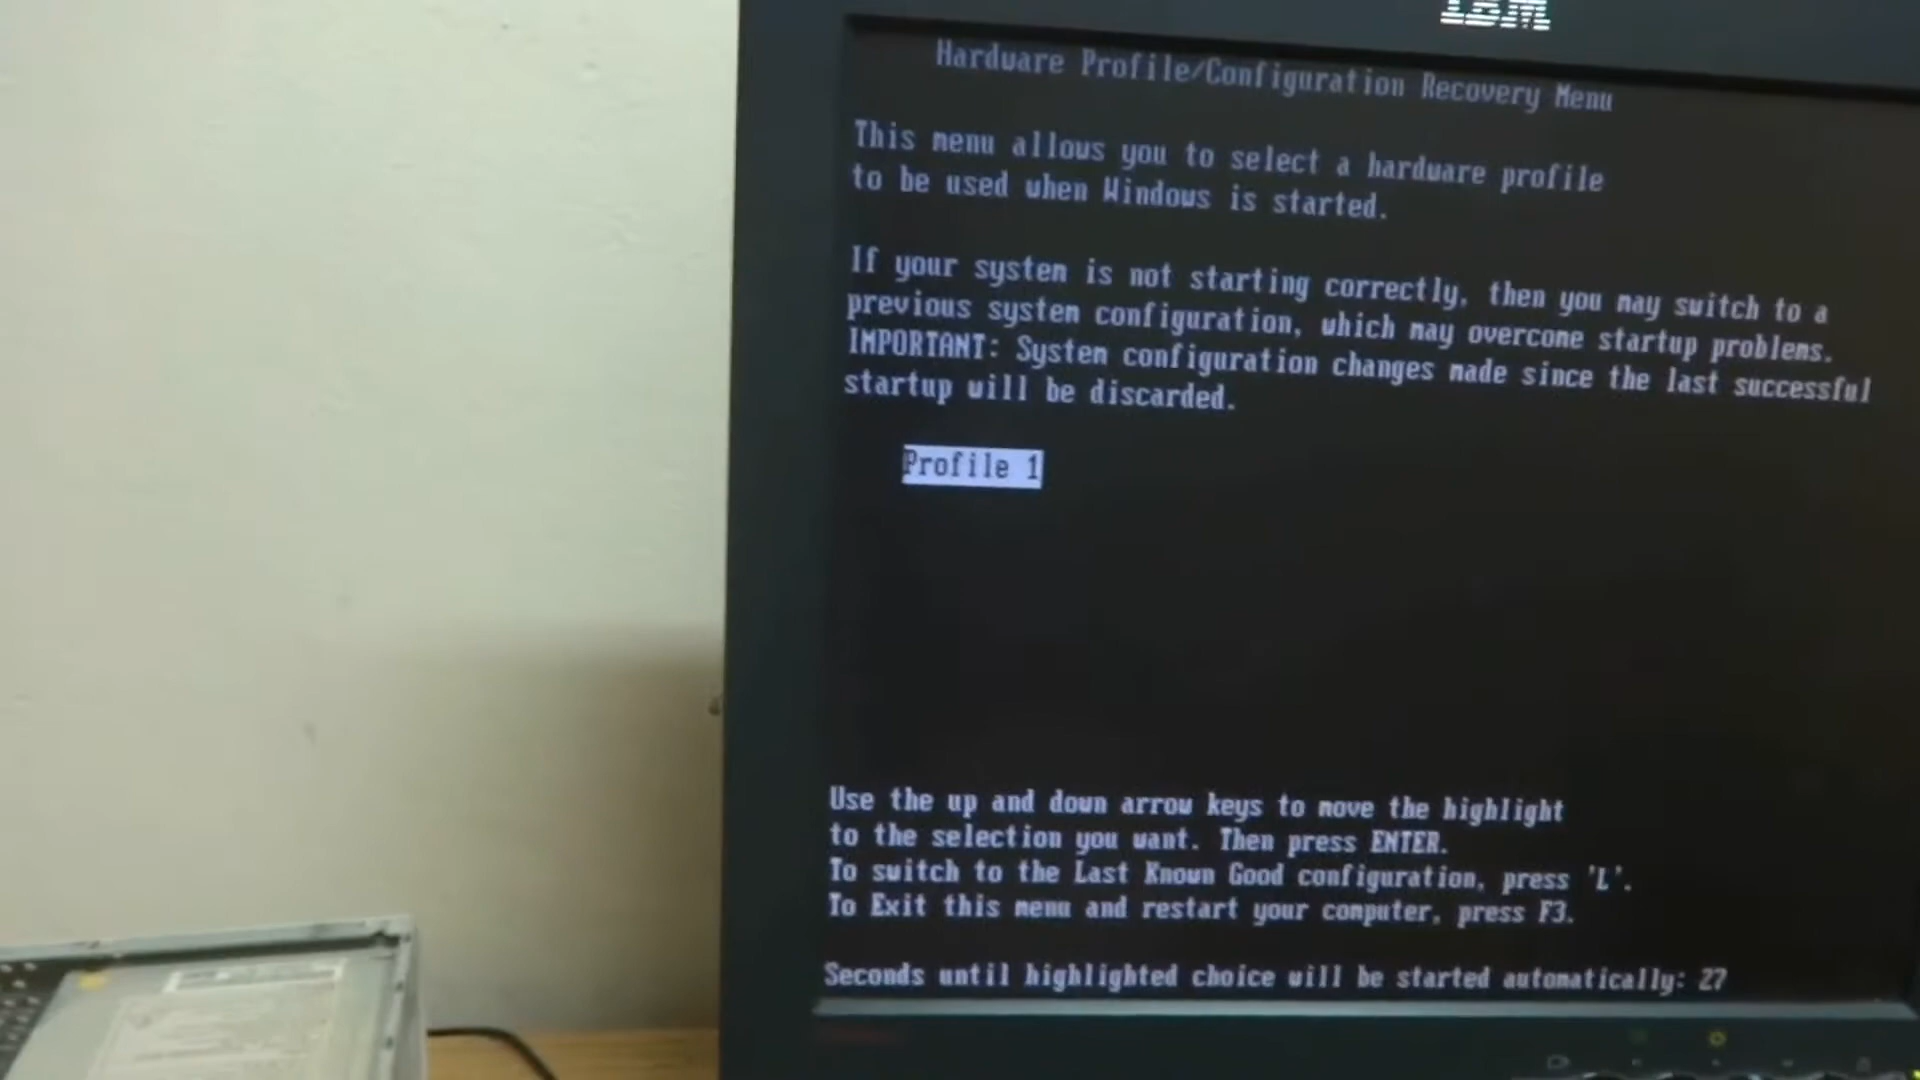 IBM
Hardware Profile/Configuration Recovery Menu
This menu allows you to select a hardware profile
to be used when Windows is started.
If your system is not starting correctly, then you may switch to a
previous system configuration, which may overcome startup problems.
IMPORTANT: System configuration changes made since the last successful
startup will be discarded.
Profile 1
Use the up and down arrow keys to move the highlight
to the selection you want. Then press ENTER.
To switch to the Last Known Good configuration, press 'L'.
To Exit this menu and restart your computer, press F3.
Seconds until highlighted choice will be started automatically: 27